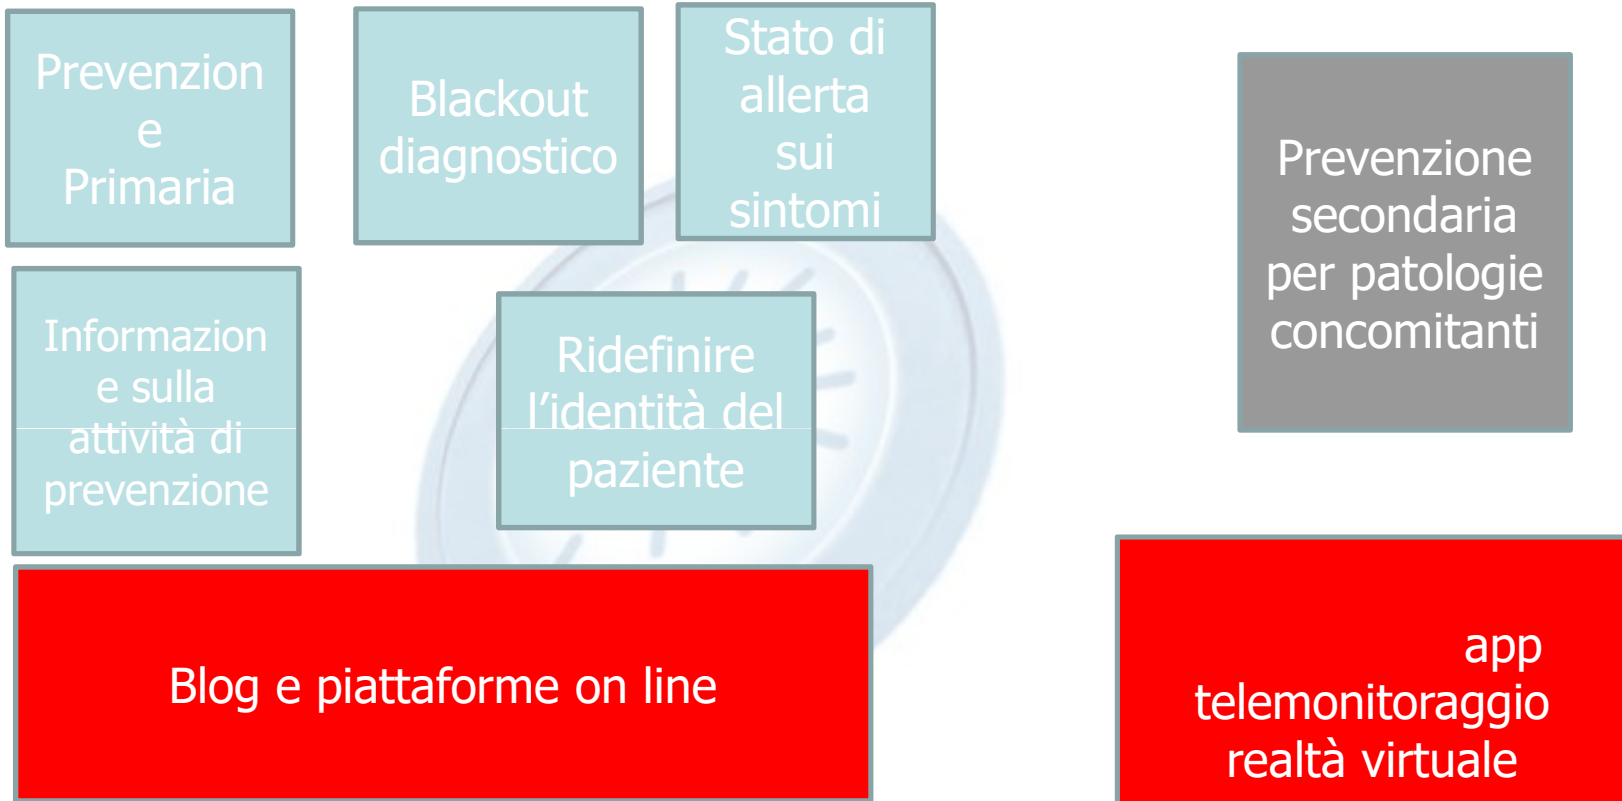 Prevenzion
e
Primaria
Blackout
diagnostico
Stato di
allerta
sui
sintomi
Prevenzione
secondaria
per patologie
concomitanti
Informazion
e sulla
attività di
prevenzione
Ridefinire
l’identità del
paziente
Blog e piattaforme on line
app
telemonitoraggio
realtà virtuale